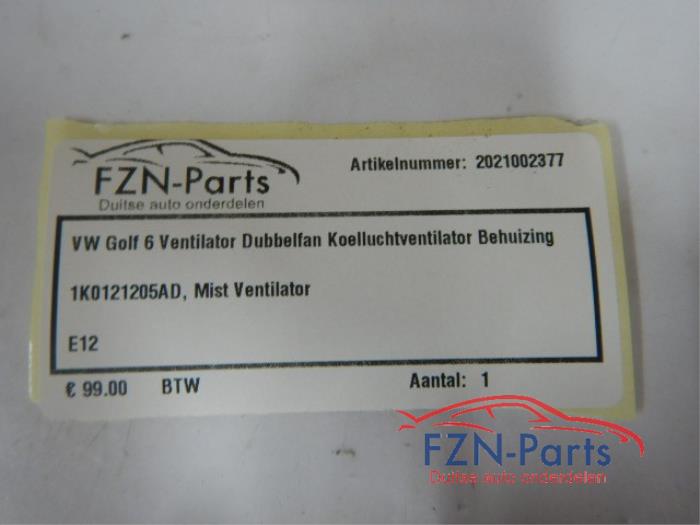 FZN-Parts
Duitse auto onderdelen
Artikelnummer: 2021002377
VW Golf 6 Ventilator Dubbelfan Koelluchtventilator Behuizing
1K0121205AD, Mist Ventilator
E12
€ 99.00 BTW Aantal: 1
FZN-Parts
Duitse auto onderdelen